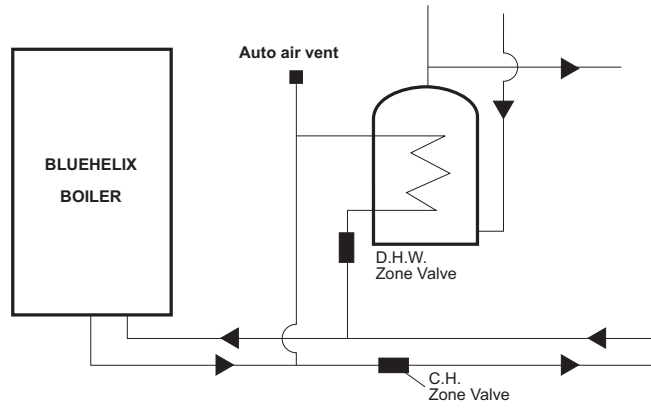 Auto air vent
BLUEHELIX
BOILER
D.H.W.
Zone Valve
C.H.
Zone Valve